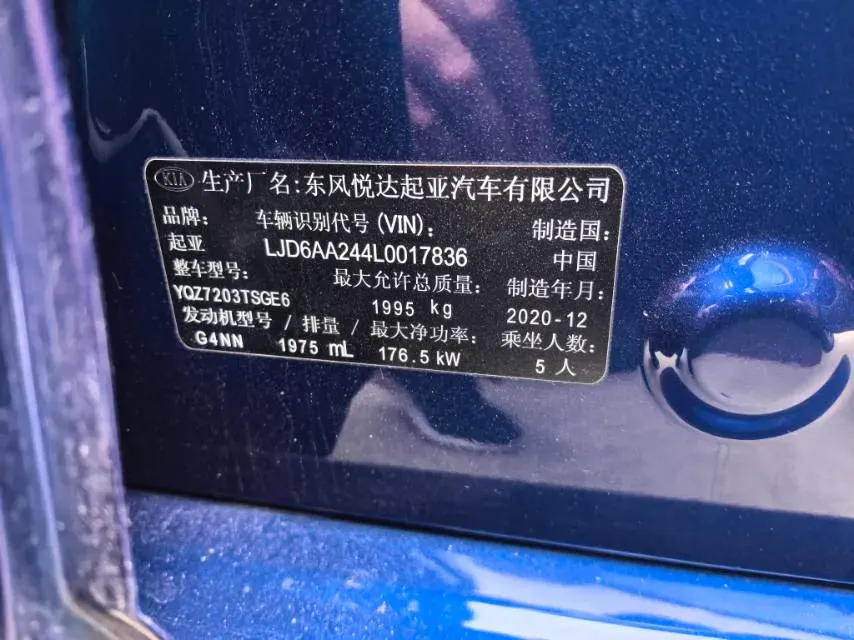 KIA 生产厂名:东风悦达起亚汽车有限公司
品牌: 车辆识别代号(VIN): 制造国:
起亚 LJD6AA244L0017836 中国
整车型号: 最大允许总质量: 制造年月:
YQZ7203TSGE6 1995 kg 2020-12
发动机型号 / 排量 / 最大净功率: 乘坐人数:
G4NN 1975 mL 176.5 kW 5 人